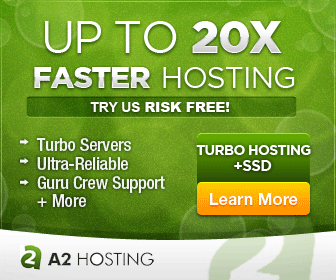 UP TO 20X
FASTER HOSTING
TRY US RISK FREE!
Turbo Servers
Ultra-Reliable
Guru Crew Support
+ More
TURBO HOSTING
+SSD
Learn More
A2 HOSTING